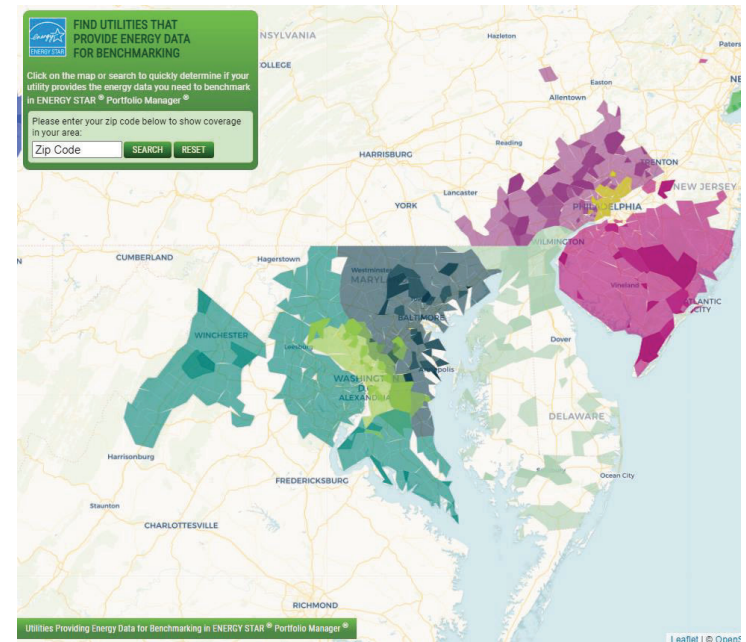 energy
ENERGY STAR
FIND UTILITIES THAT
PROVIDE ENERGY DATA
FOR BENCHMARKING
Click on the map or search to quickly determine if your
utility provides the energy data you need to benchmark
in ENERGY STAR ® Portfolio Manager ®
Please enter your zip code below to show coverage
in your area:
Zip Code SEARCH RESET
NSYLVANIA
Hazleton
OLLEGE
Paters
Easton
NE
Allentown
HARRISBURG
Reading
TRENTON
Lancaster
NEW JERSEY
YORK
PHILADELPHIA
WILMINGTON
CUMBERLAND
Hagerstown
Westminster
MARYL
Vineland
ATLANTIC
CITY
BALTIMORE
WINCHESTER
Leesburg
Dover
WASHINGTON
D.C.
ALEXANDRIA
Annapolis
DELAWARE
Harrisonburg
FREDERICKSBURG
Ocean City
Staunton
CHARLOTTESVILLE
RICHMOND
Utilities Providing Energy Data for Benchmarking in ENERGY STAR ® Portfolio Manager ®
Leaflet | © OpenS